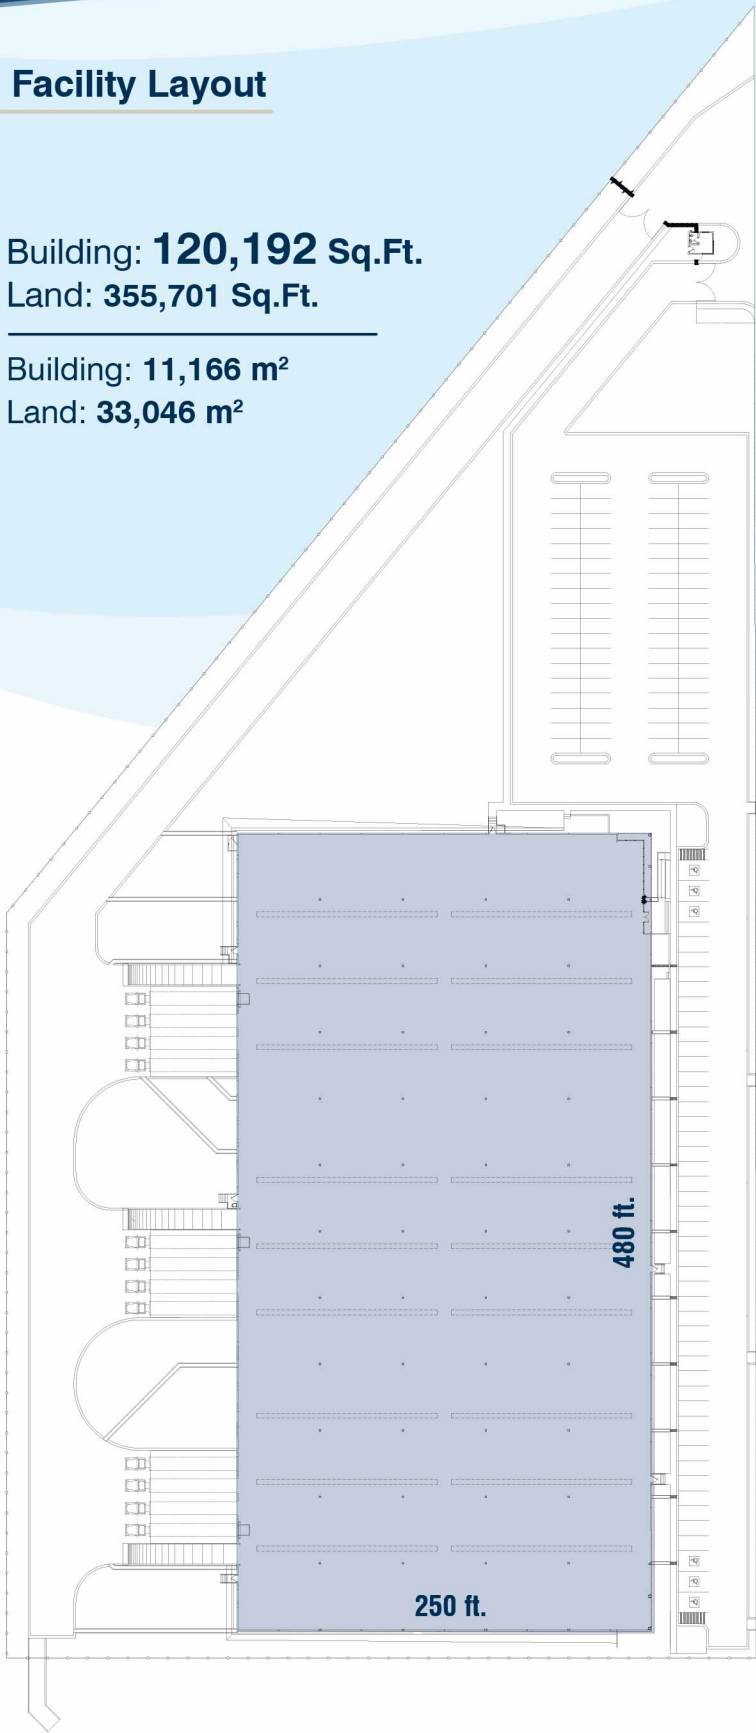 Facility Layout
Building: 120,192 Sq.Ft.
Land: 355,701 Sq.Ft.
Building: 11,166 m²
Land: 33,046 m²
480 ft.
250 ft.